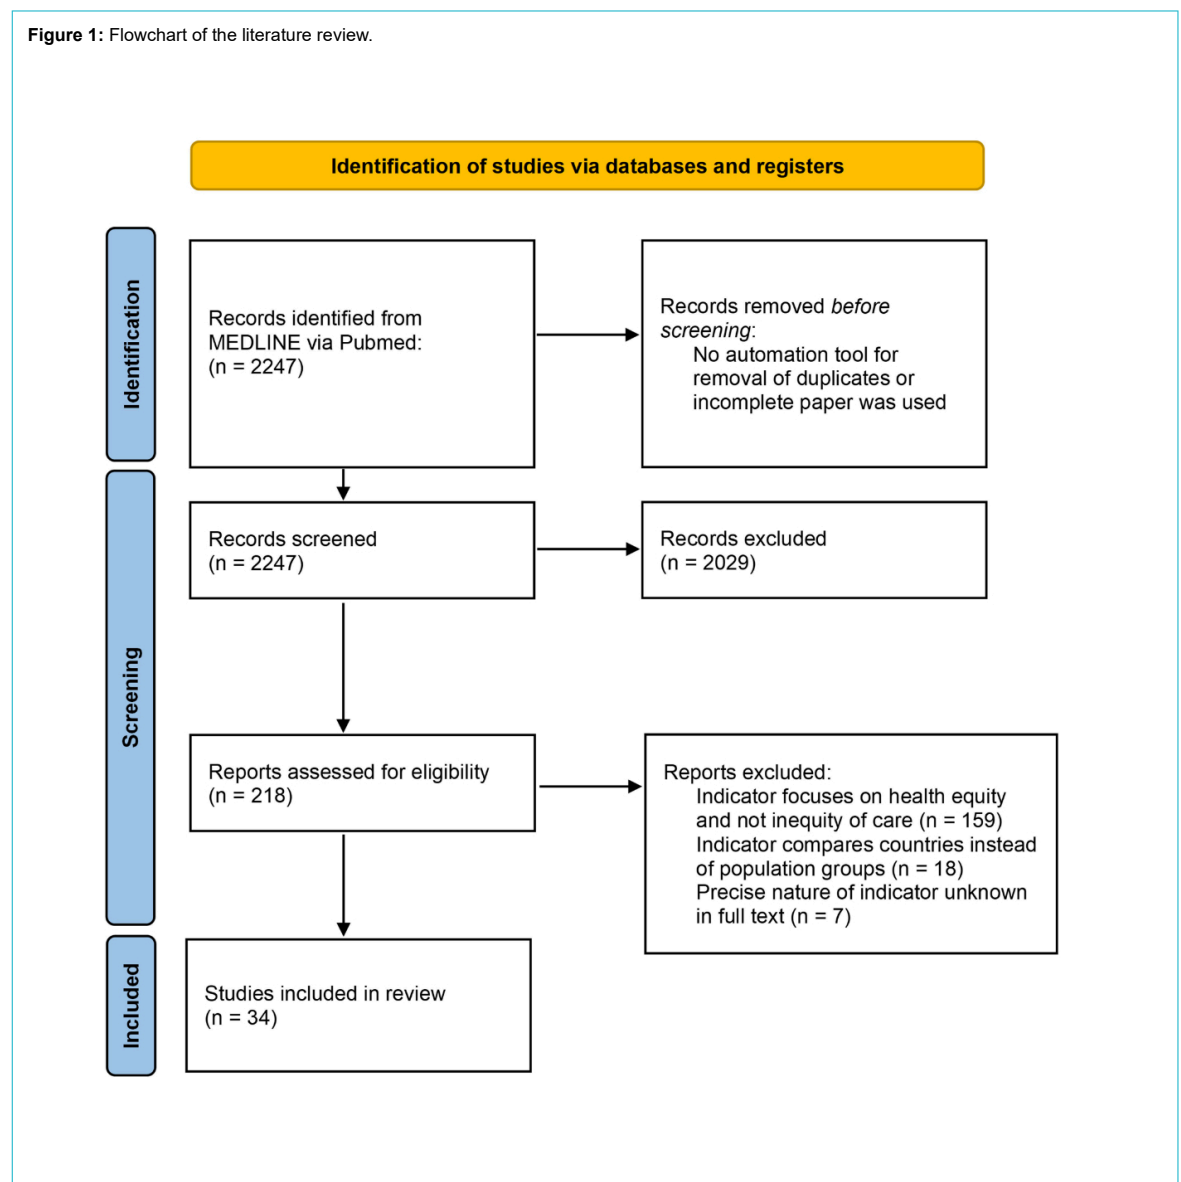 Figure 1: Flowchart of the literature review.
Identification of studies via databases and registers
Identification
Records identified from
MEDLINE via Pubmed:
(n = 2247)
Records removed before
screening:
No automation tool for
removal of duplicates or
incomplete paper was used
Screening
Records screened
(n = 2247)
Records excluded
(n = 2029)
Reports assessed for eligibility
(n = 218)
Reports excluded:
Indicator focuses on health equity
and not inequity of care (n = 159)
Indicator compares countries instead
of population groups (n = 18)
Precise nature of indicator unknown
in full text (n = 7)
Included
Studies included in review
(n = 34)